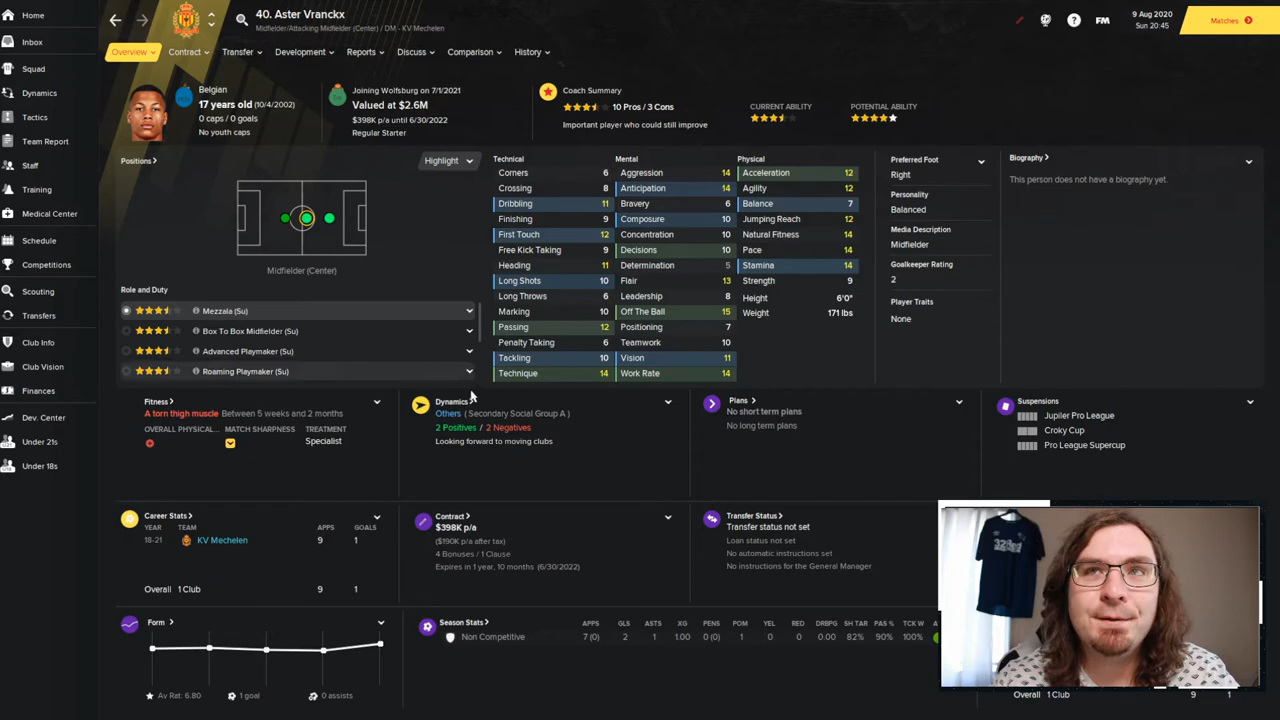 Home
Inbox
Squad
Dynamics
Tactics
Team Report
Staff
Training
Medical Center
Schedule
Competitions
Scouting
Transfers
Club Info
Club Vision
Finances
Dev. Center
Under 21s
Under 18s
40. Aster Vranckx
Midfielder/Attacking Midfielder (Center) / DM - KV Mechelen
FM
9 Aug 2020
Sun 20:45
Matches
Overview
Contract
Transfer
Development
Reports
Discuss
Comparison
History
Belgian
17 years old (10/4/2002)
0 caps / 0 goals
No youth caps
Joining Wolfsburg on 7/1/2021
Valued at $2.6M
$398K p/a until 6/30/2022
Regular Starter
Coach Summary
10 Pros / 3 Cons
Important player who could still improve
CURRENT ABILITY
POTENTIAL ABILITY
Positions
Highlight
Midfielder (Center)
Role and Duty
Mezzala (Su)
Box To Box Midfielder (Su)
Advanced Playmaker (Su)
Roaming Playmaker (Su)
Technical
Corners 6
Crossing 8
Dribbling 11
Finishing 9
First Touch 12
Free Kick Taking 9
Heading 11
Long Shots 10
Long Throws 6
Marking 10
Passing 12
Penalty Taking 6
Tackling 10
Technique 14
Mental
Aggression 14
Anticipation 14
Bravery 6
Composure 10
Concentration 10
Decisions 10
Determination 5
Flair 13
Leadership 8
Off The Ball 15
Positioning 7
Teamwork 10
Vision 11
Work Rate 14
Physical
Acceleration 12
Agility 12
Balance 7
Jumping Reach 12
Natural Fitness 14
Pace 14
Stamina 14
Strength 9
Height 6'0"
Weight 171 lbs
Preferred Foot
Right
Personality
Balanced
Media Description
Midfielder
Goalkeeper Rating
2
Player Traits
None
Biography
This person does not have a biography yet.
Fitness
A torn thigh muscle Between 5 weeks and 2 months
OVERALL PHYSICAL... MATCH SHARPNESS TREATMENT
Specialist
Dynamics
Others ( Secondary Social Group A )
2 Positives / 2 Negatives
Looking forward to moving clubs
Plans
No short term plans
No long term plans
Suspensions
Jupiler Pro League
Croky Cup
Pro League Supercup
Career Stats
YEAR TEAM APPS GOALS
18-21 KV Mechelen 9 1
Overall 1 Club 9 1
Contract
$398K p/a
($190K p/a after tax)
4 Bonuses / 1 Clause
Expires in 1 year, 10 months (6/30/2022)
Transfer Status
Transfer status not set
Loan status not set
No automatic instructions set
No instructions for the General Manager
Form
Av Rat: 6.80
1 goal
0 assists
Season Stats
APPS GLS ASTS XG PENS POM YEL RED DRBPG SH TAR PAS % TCK W
Non Competitive 7 (0) 2 1 1.00 0 (0) 1 0 0 0.00 82% 90% 100%
Overall 1 Club 9 1